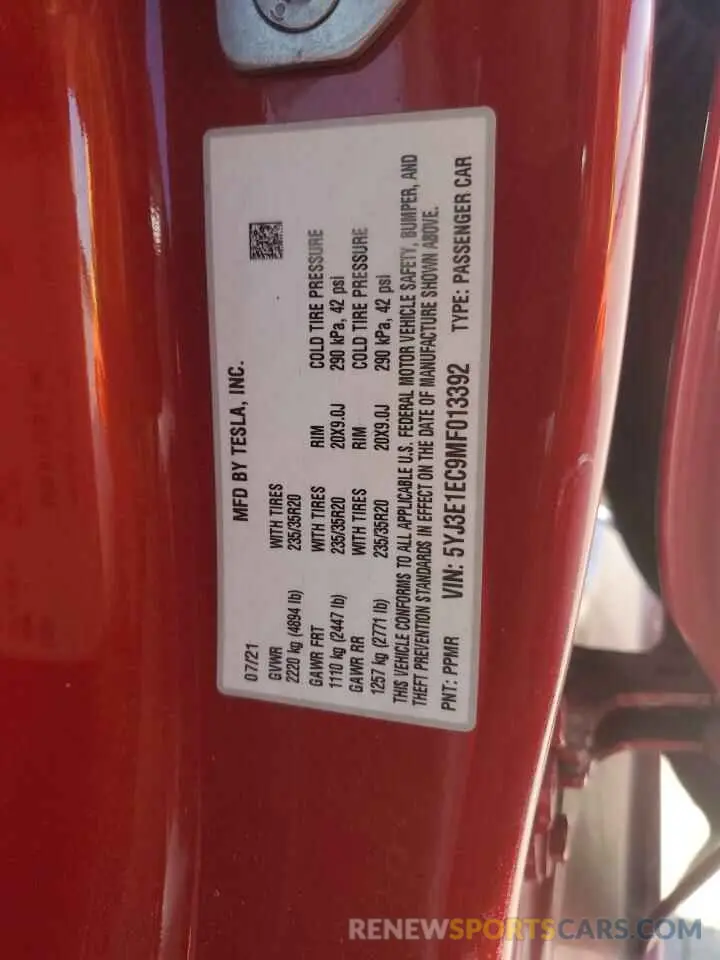 MFD BY TESLA, INC.
07/21
GVWR WITH TIRES
2220 kg (4894 lb) 235/35R20
GAWR FRT WITH TIRES RIM COLD TIRE PRESSURE
1110 kg (2447 lb) 235/35R20 20X9.0J 290 kPa, 42 psi
GAWR RR WITH TIRES RIM COLD TIRE PRESSURE
1257 kg (2771 lb) 235/35R20 20X9.0J 290 kPa, 42 psi
THIS VEHICLE CONFORMS TO ALL APPLICABLE U.S. FEDERAL MOTOR VEHICLE SAFETY, BUMPER, AND
THEFT PREVENTION STANDARDS IN EFFECT ON THE DATE OF MANUFACTURE SHOWN ABOVE.
PNT: PPMR VIN: 5YJ3E1EC9MF013392 TYPE: PASSENGER CAR
RENEWSPORTSCARS.COM